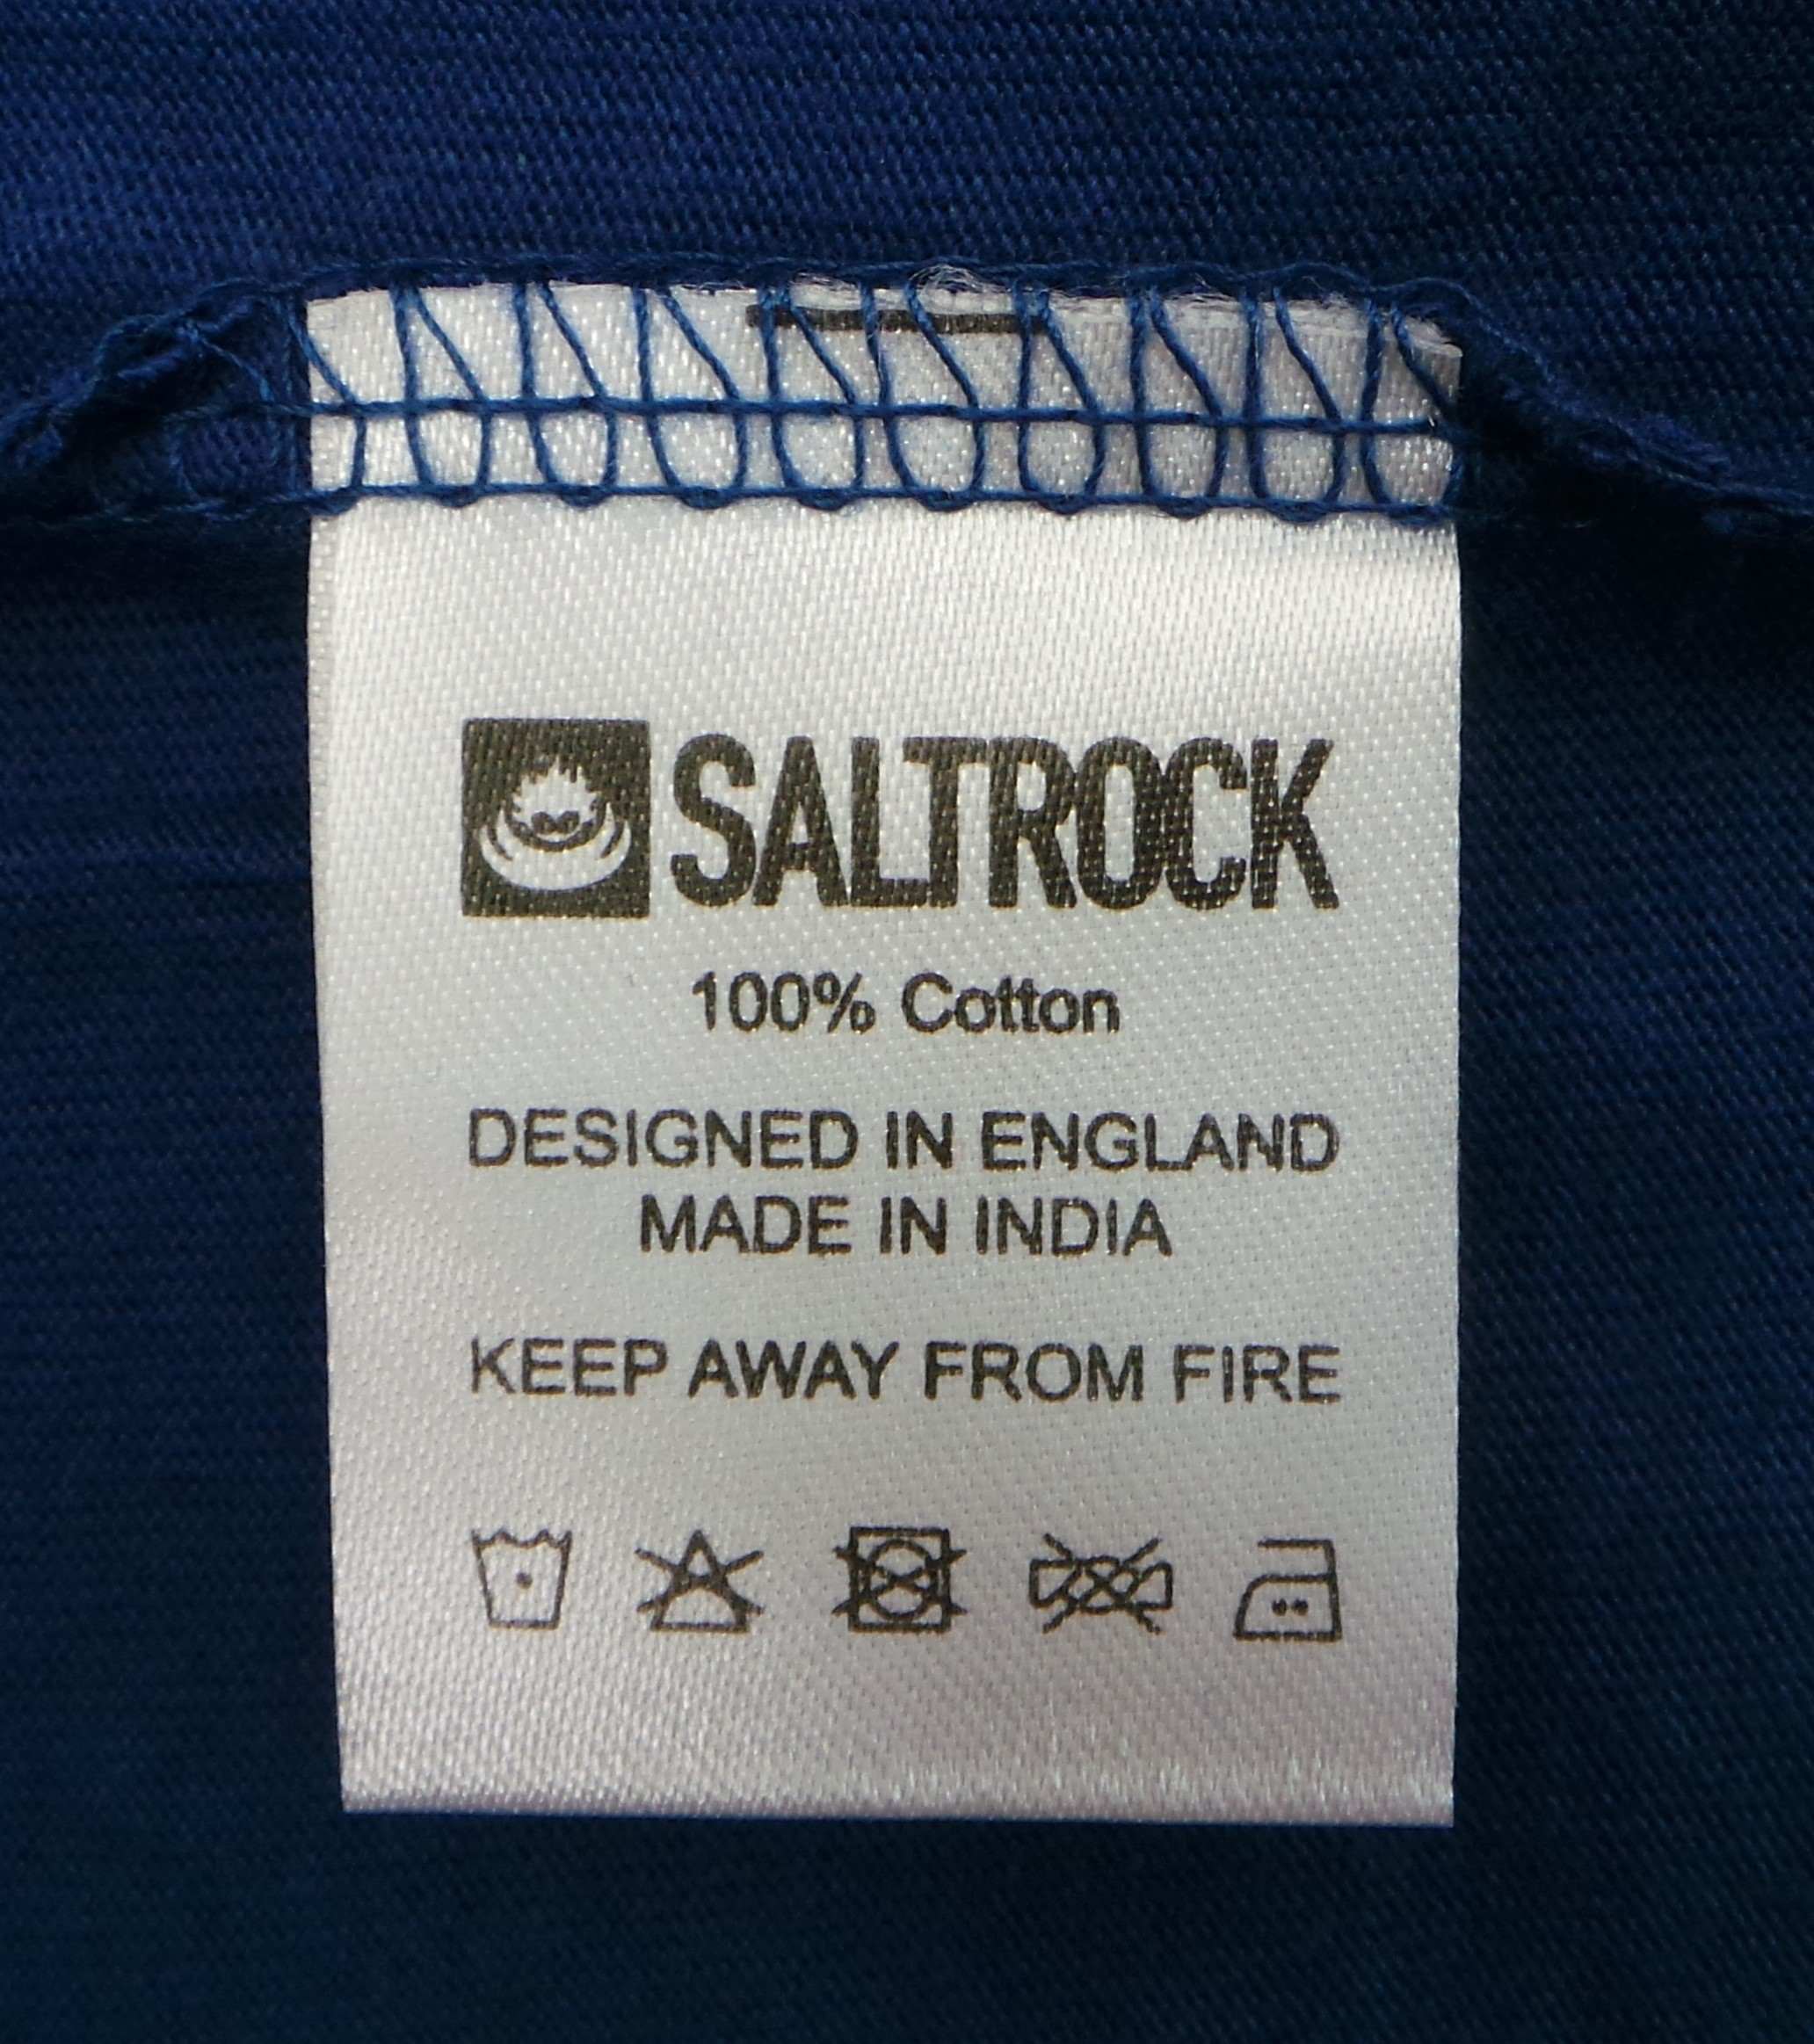 SALTROCK
100% Cotton
DESIGNED IN ENGLAND
MADE IN INDIA
KEEP AWAY FROM FIRE